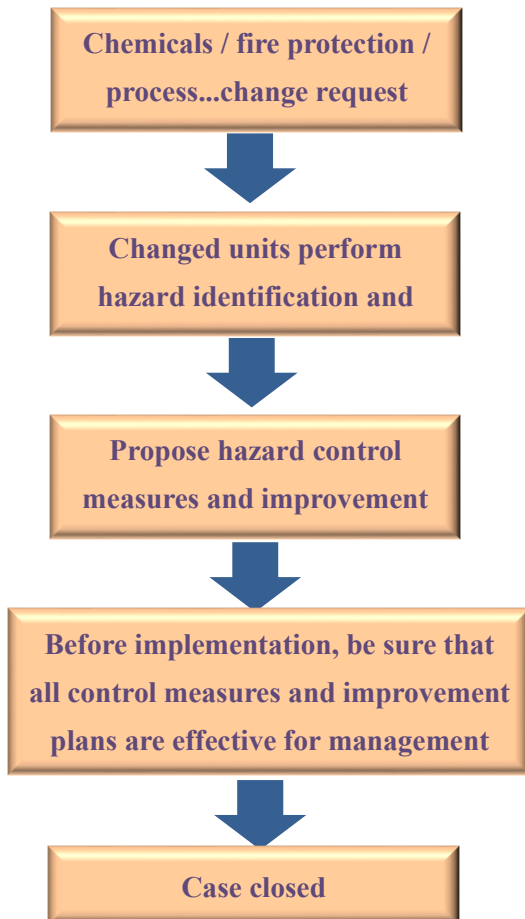 Chemicals / fire protection /
process...change request
Changed units perform
hazard identification and
Propose hazard control
measures and improvement
Before implementation, be sure that
all control measures and improvement
plans are effective for management
Case closed